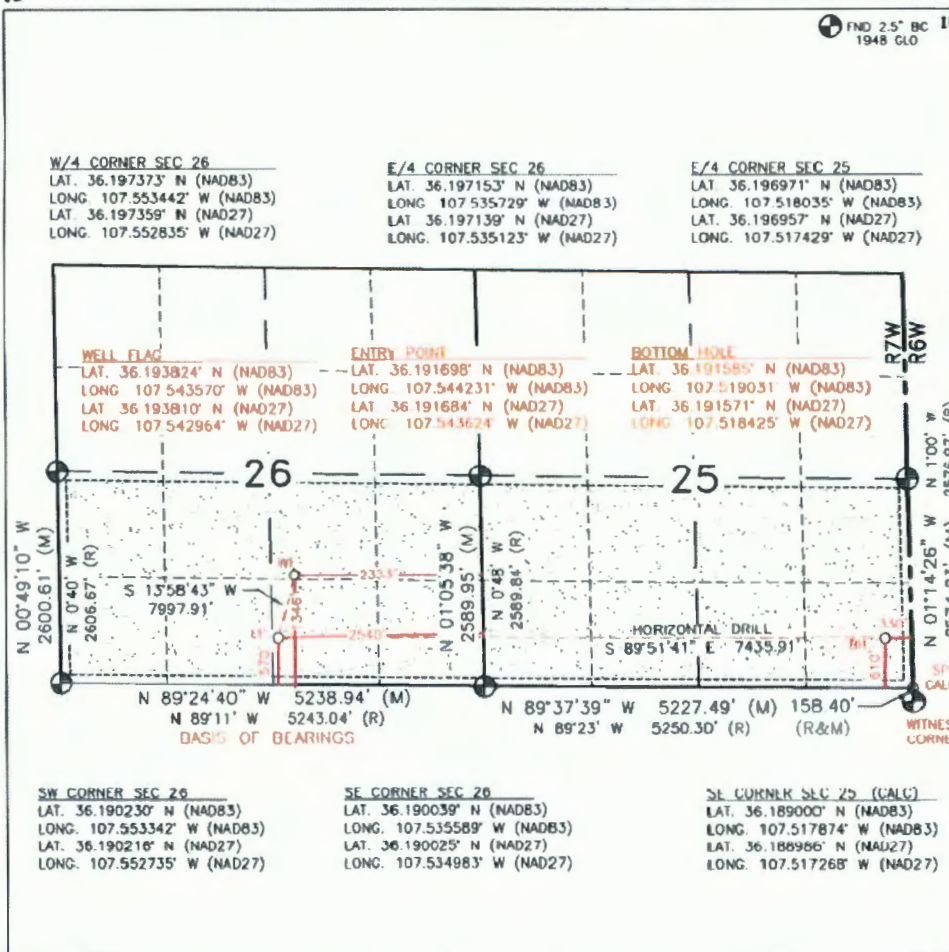 FND 2.5" BC
1948 GLO
W/4 CORNER SEC 26
LAT. 36.197373° N (NAD83)
LONG. 107.553442° W (NAD83)
LAT. 36.197359° N (NAD27)
LONG. 107.552835° W (NAD27)
E/4 CORNER SEC 26
LAT. 36.197153° N (NAD83)
LONG 107.535729° W (NAD83)
LAT 36.197139° N (NAD27)
LONG. 107.535123° W (NAD27)
E/4 CORNER SEC 25
LAT. 36.196971° N (NAD83)
LONG. 107.518035° W (NAD83)
LAT. 36.196957° N (NAD27)
LONG. 107.517429° W (NAD27)
WELL FLAG
LAT. 36.193824° N (NAD83)
LONG 107.543570° W (NAD83)
LAT 36.193810° N (NAD27)
LONG 107.542964° W (NAD27)
ENTRY POINT
LAT. 36.191698° N (NAD83)
LONG. 107.544231° W (NAD83)
LAT. 36.191684° N (NAD27)
LONG. 107.543624° W (NAD27)
BOTTOM HOLE
LAT. 36.191585° N (NAD83)
LONG. 107.519031° W (NAD83)
LAT. 36.191571° N (NAD27)
LONG. 107.518425° W (NAD27)
R7W
R6W
26
25
N 00°49'10" W
2600.61' (M)
N 0°40' W
2606.67' (R)
S 13°58'43" W
7997.91'
WF
2333'
346'
2540'
570'
N 01°05'38" W
2589.95' (M)
N 0°48' W
2589.84' (R)
HORIZONTAL DRILL
S 89°51'41" E 7435.91'
330'
610'
N 1°00' W
N 01°14'26" W
N 89°24'40" W 5238.94' (M)
N 89°11' W 5243.04' (R)
BASIS OF BEARINGS
N 89°37'39" W 5227.49' (M)
N 89°23' W 5250.30' (R)
158.40'
(R&M)
WITNES
CORNE
SW CORNER SEC 26
LAT. 36.190230° N (NAD83)
LONG. 107.553342° W (NAD83)
LAT. 36.190216° N (NAD27)
LONG. 107.552735° W (NAD27)
SE CORNER SEC 26
LAT. 36.190039° N (NAD83)
LONG. 107.535589° W (NAD83)
LAT. 36.190025° N (NAD27)
LONG. 107.534983° W (NAD27)
SE CORNER SEC 25 (CALC)
LAT. 36.189000° N (NAD83)
LONG. 107.517874° W (NAD83)
LAT. 36.188986° N (NAD27)
LONG. 107.517268° W (NAD27)